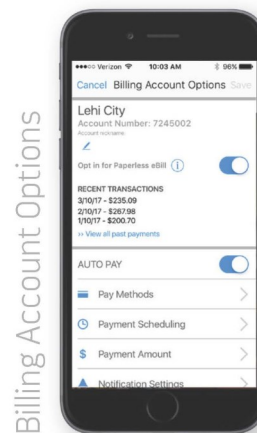 Billing Account Options
Verizon 10:03 AM 96%
Cancel Billing Account Options Save
Lehi City
Account Number: 7245002
Account nickname
Opt in for Paperless eBill i
RECENT TRANSACTIONS
3/10/17 - $235.09
2/10/17 - $267.98
1/10/17 - $200.70
›› View all past payments
AUTO PAY
Pay Methods
Payment Scheduling
$ Payment Amount
Notification Settings